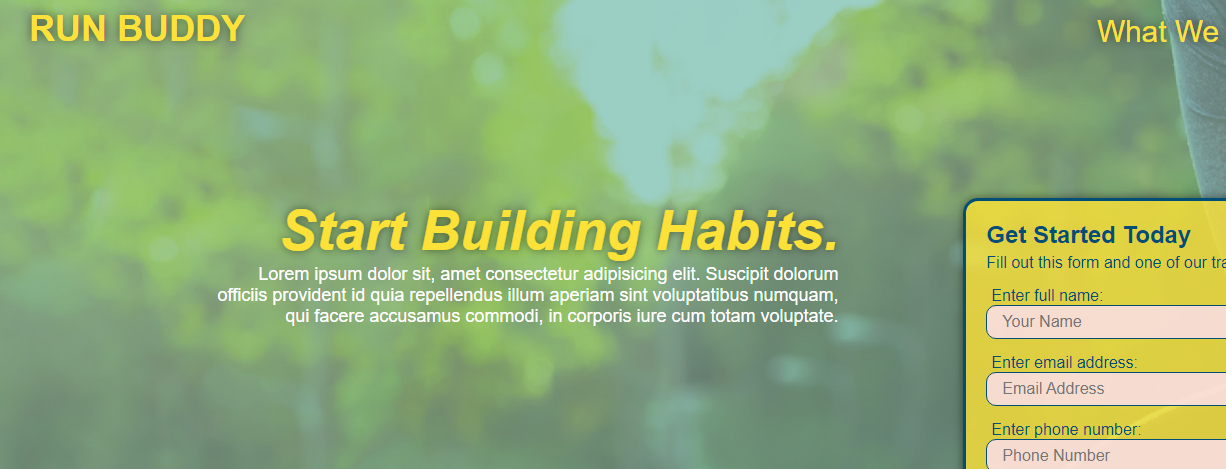 RUN BUDDY
What We
Start Building Habits.
Lorem ipsum dolor sit, amet consectetur adipisicing elit. Suscipit dolorum
officiis provident id quia repellendus illum aperiam sint voluptatibus numquam,
qui facere accusamus commodi, in corporis iure cum totam voluptate.
Get Started Today
Fill out this form and one of our
Enter full name:
Your Name
Enter email address:
Email Address
Enter phone number:
Phone Number